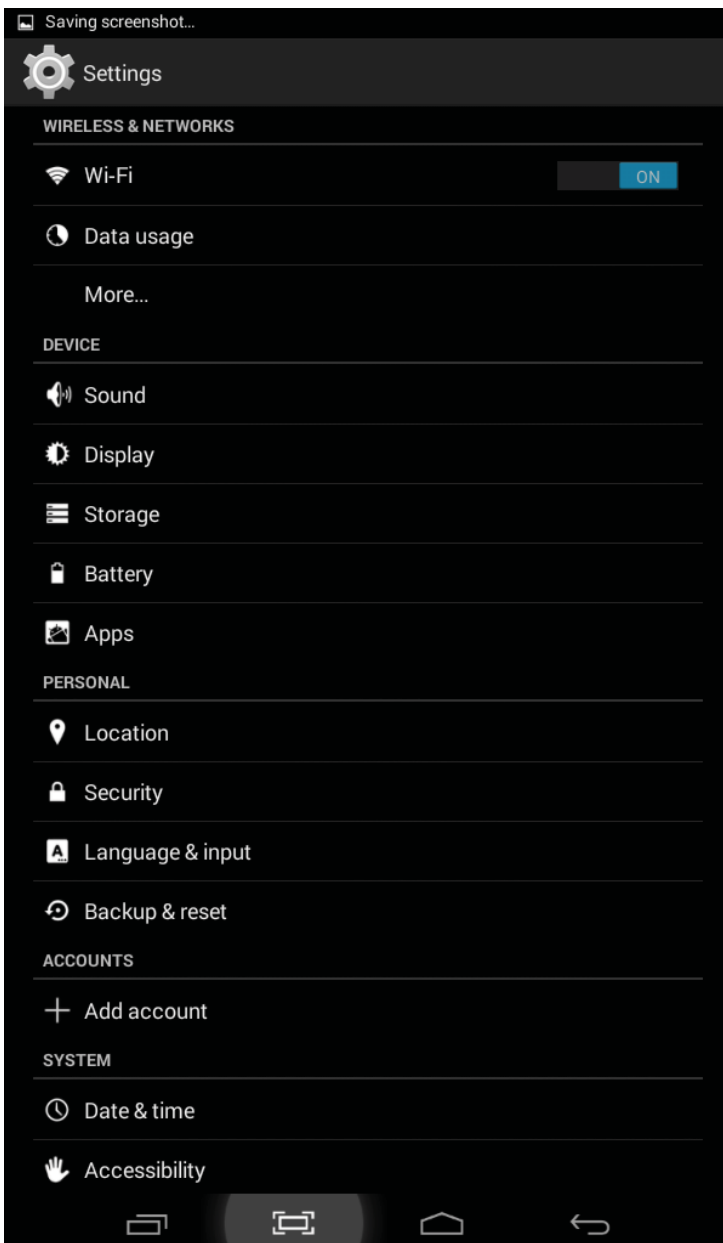 Saving screenshot...
Settings
WIRELESS & NETWORKS
Wi-Fi
ON
Data usage
More...
DEVICE
Sound
Display
Storage
Battery
Apps
PERSONAL
Location
Security
Language & input
Backup & reset
ACCOUNTS
Add account
SYSTEM
Date & time
Accessibility